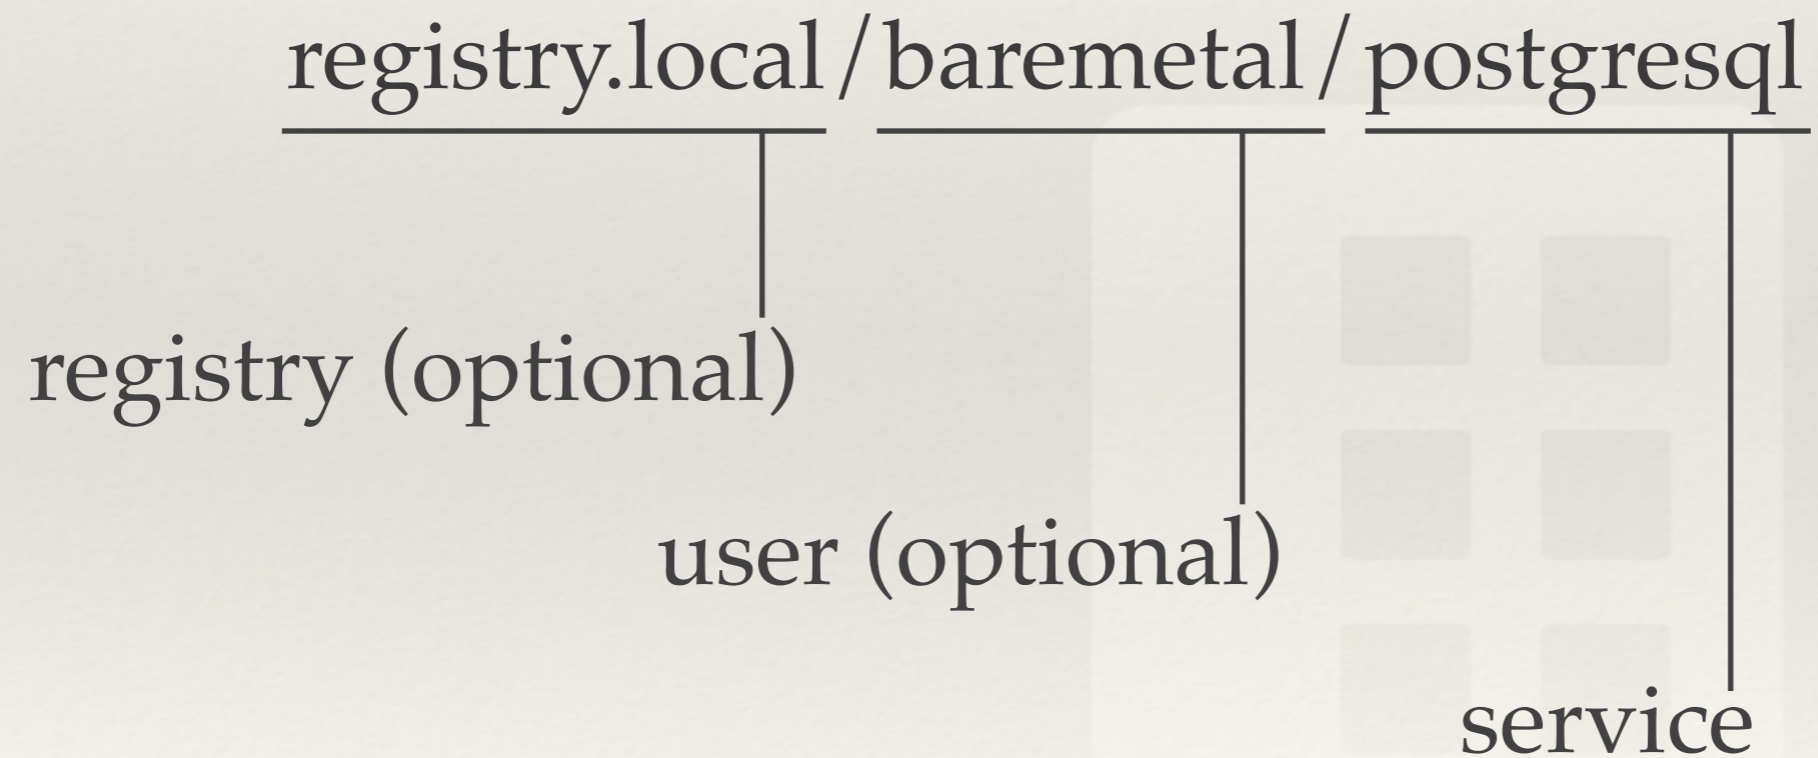 registry.local/baremetal/postgresql
registry (optional)
user (optional)
service